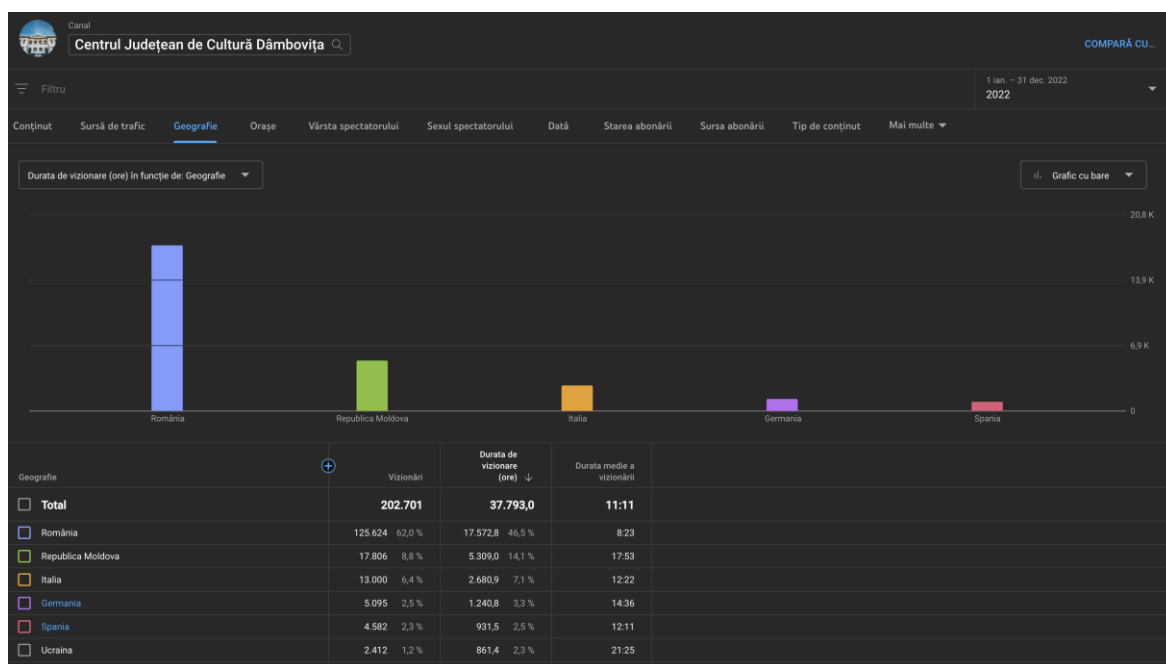 Canal
Centrul Județean de Cultură Dâmbovița
COMPARĂ CU...
Filtru
1 ian. – 31 dec. 2022
2022
Conținut Sursă de trafic Geografie Orașe Vârsta spectatorului Sexul spectatorului Dată Starea abonării Sursa abonării Tip de conținut Mai multe
Durata de vizionare (ore) în funcție de: Geografie
Grafic cu bare
20,8 K
13,9 K
6,9 K
0
România Republica Moldova Italia Germania Spania
Geografie Vizionări Durata de vizionare (ore) Durata medie a vizionării
Total 202.701 37.793,0 11:11
România 125.624 62,0 % 17.572,8 46,5 % 8:23
Republica Moldova 17.806 8,8 % 5.309,0 14,1 % 17:53
Italia 13.000 6,4 % 2.680,9 7,1 % 12:22
Germania 5.095 2,5 % 1.240,8 3,3 % 14:36
Spania 4.582 2,3 % 931,5 2,5 % 12:11
Ucraina 2.412 1,2 % 861,4 2,3 % 21:25